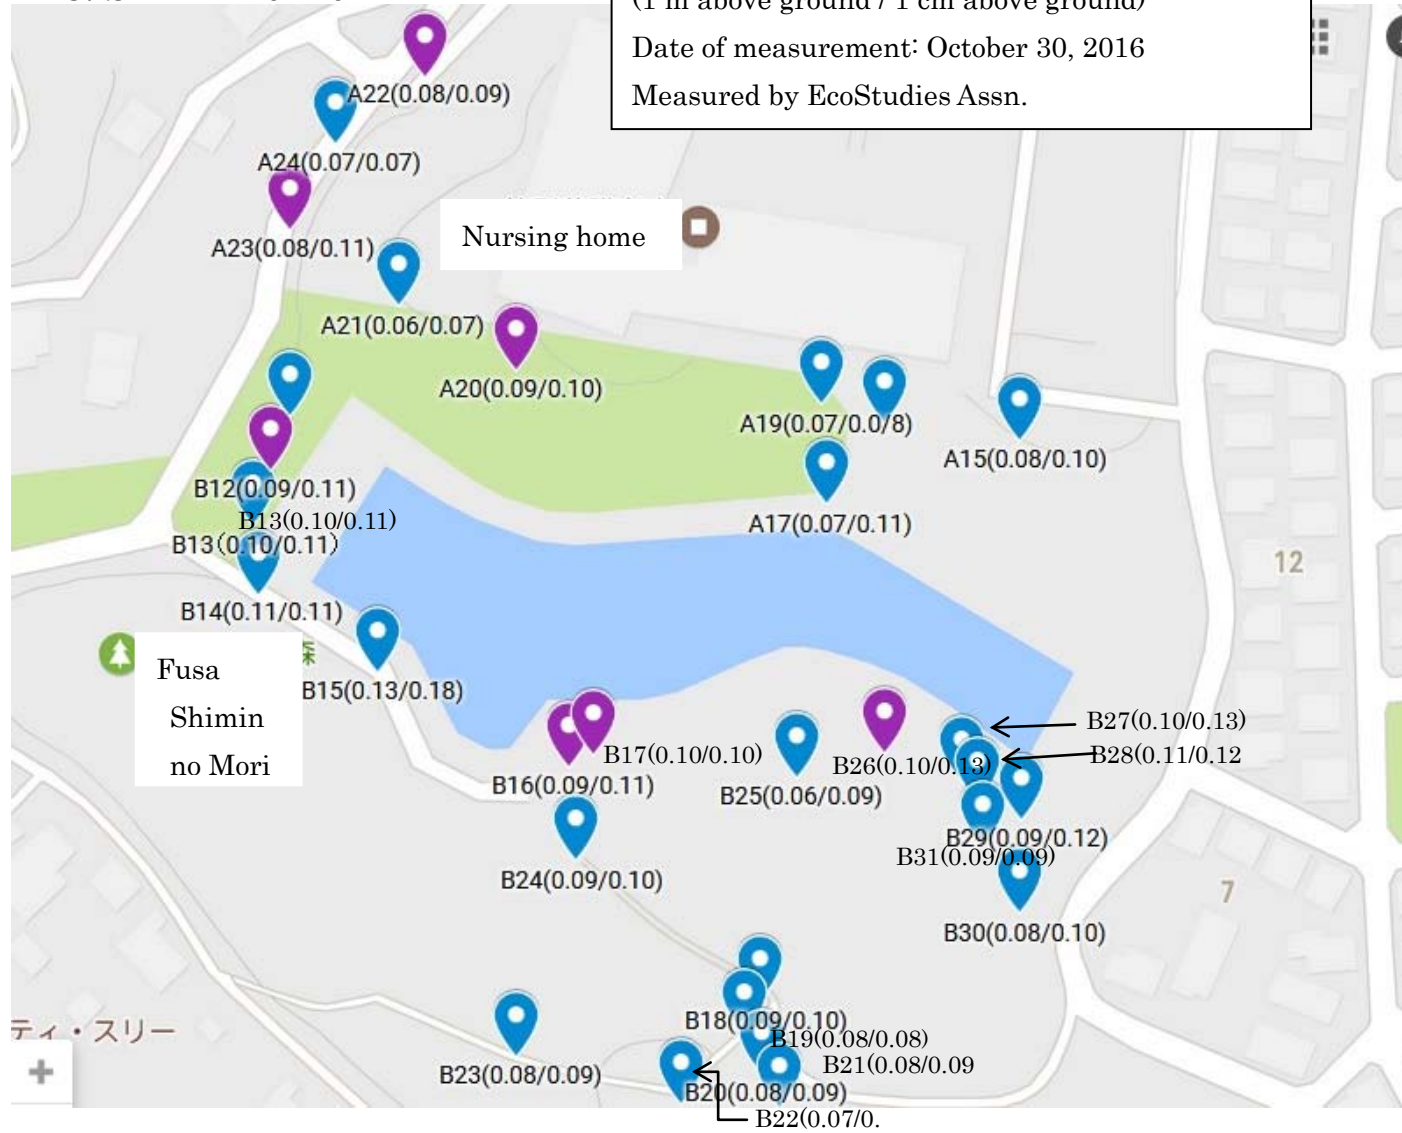 (1 m above ground / 1 cm above ground)
Date of measurement: October 30, 2016
Measured by EcoStudies Assn.
A22(0.08/0.09)
A24(0.07/0.07)
A23(0.08/0.11)
Nursing home
A21(0.06/0.07)
A20(0.09/0.10)
A19(0.07/0.0/8)
A15(0.08/0.10)
B12(0.09/0.11)
B13(0.10/0.11)
A17(0.07/0.11)
B13(0.10/0.11)
12
B14(0.11/0.11)
Fusa
Shimin
no Mori
B15(0.13/0.18)
B27(0.10/0.13)
B17(0.10/0.10)
B28(0.11/0.12
B26(0.10/0.13)
B16(0.09/0.11)
B25(0.06/0.09)
B29(0.09/0.12)
B31(0.09/0.09)
B24(0.09/0.10)
7
B30(0.08/0.10)
B18(0.09/0.10)
ティ・スリー
B19(0.08/0.08)
B21(0.08/0.09
B23(0.08/0.09)
B20(0.08/0.09)
B22(0.07/0.
+